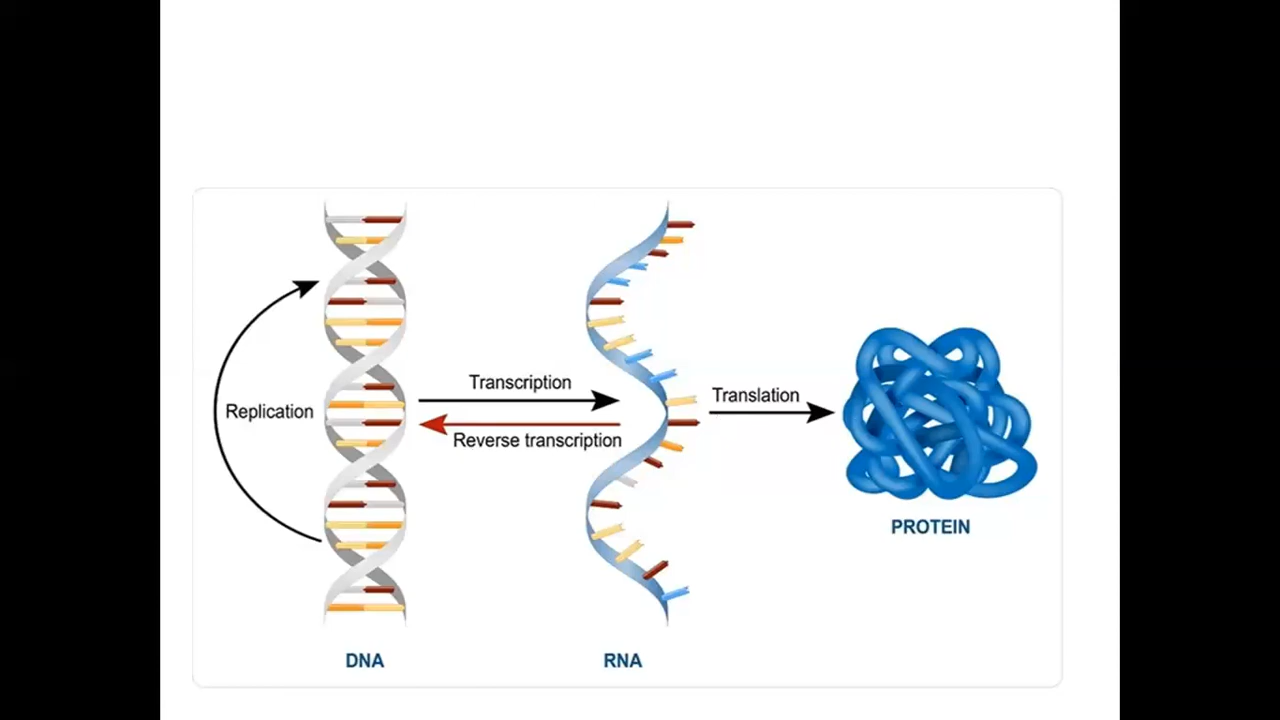 Transcription
Translation
Replication
Reverse transcription
PROTEIN
DNA
RNA